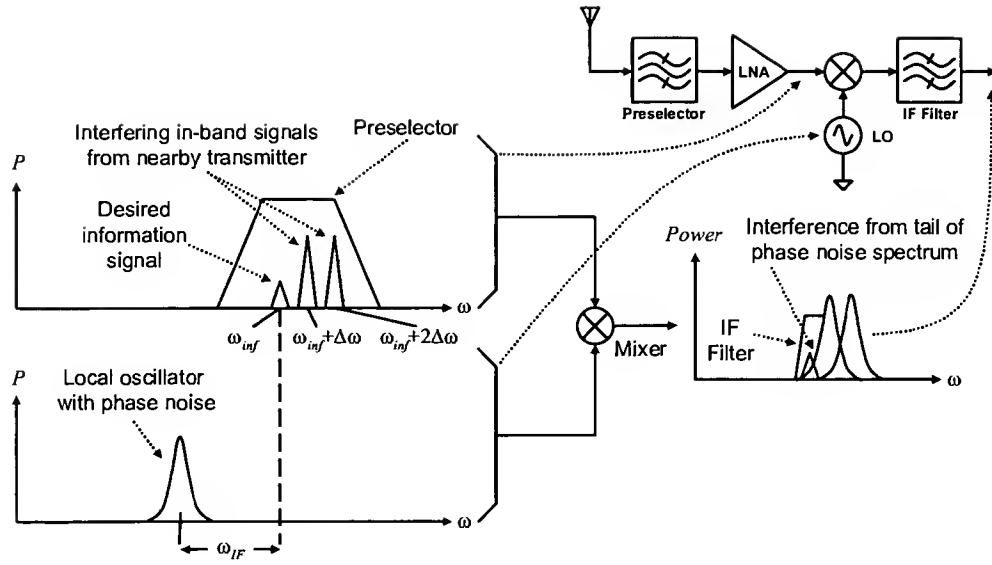 LNA
Preselector
IF Filter
LO
Interfering in-band signals
from nearby transmitter
Preselector
P
Desired
information
signal
ω
ω_inf
ω_inf+Δω
ω_inf+2Δω
Mixer
Power
Interference from tail of
phase noise spectrum
IF
Filter
ω
P
Local oscillator
with phase noise
ω
ω_IF